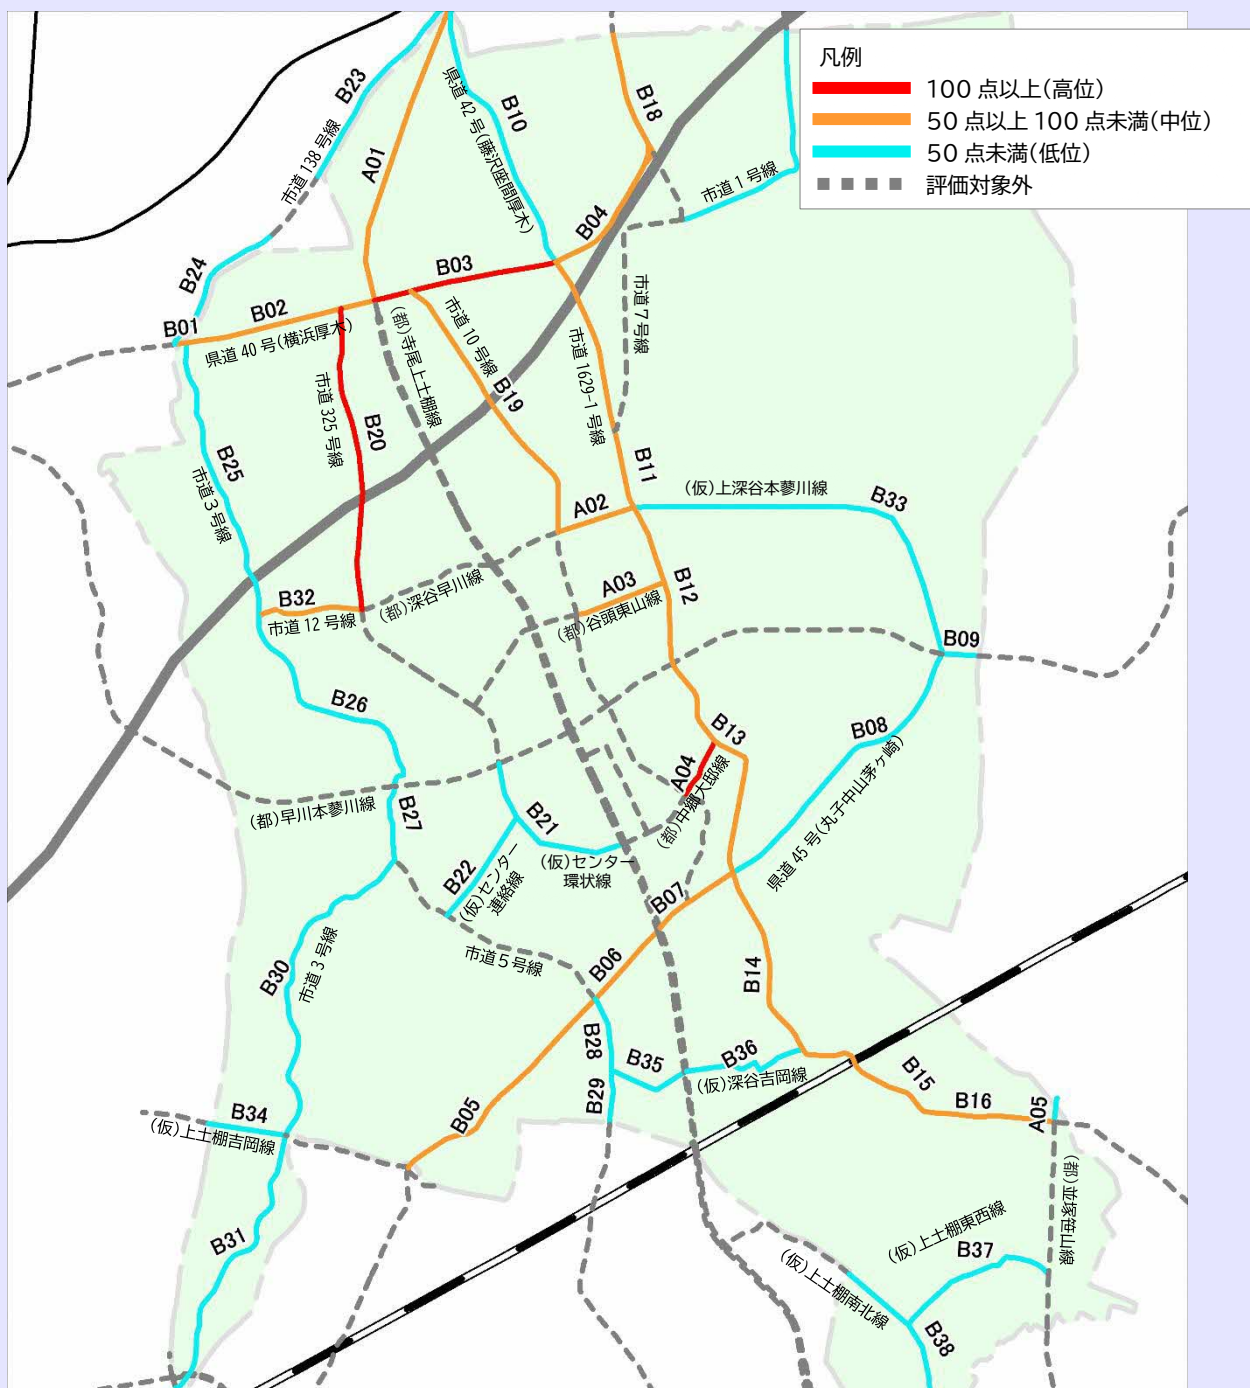 凡例
100 点以上(高位)
50 点以上 100 点未満(中位)
50 点未満(低位)
評価対象外
B23
市道 138 号線
A01
県道 42 号(藤沢座間厚木)
B10
B18
市道 1 号線
B04
B24
B03
B02
B01
県道 40 号(横浜厚木)
市道 7 号線
(都)寺尾上土棚線
市道 10 号線
市道 1629-1 号線
市道 325 号線
B20
B19
B25
市道 3 号線
B11
A02
(仮)上深谷本蓼川線
B33
B32
市道 12 号線
(都)深谷早川線
A03
(都)谷頭東山線
B12
B09
B26
B13
B08
A04
(都)中郷大邸線
県道 45 号(丸子中山茅ヶ崎)
(都)早川本蓼川線
B27
B21
B22
(仮)センター
連絡線
(仮)センター
環状線
B07
市道 5 号線
B06
B14
B30
市道 3 号線
B28
B35
B36
(仮)深谷吉岡線
B29
B15
B16
A05
B34
(仮)上土棚吉岡線
B05
(都)並塚笹山線
B31
(仮)上土棚東西線
B37
(仮)上土棚南北線
B38